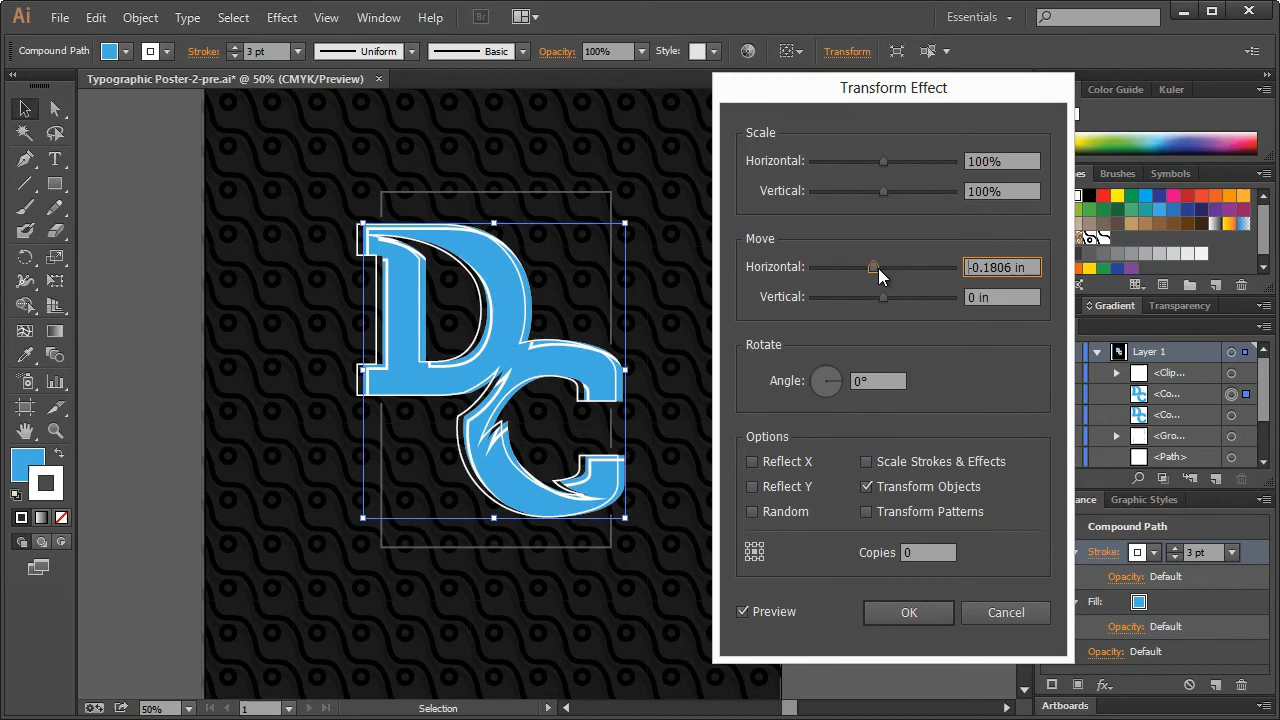 Ai File Edit Object Type Select Effect View Window Help Br Essentials
Compound Path Stroke: 3 pt Uniform Basic Opacity: 100% Style: Transform
Typographic Poster-2-pre.ai* @ 50% (CMYK/Preview)
Transform Effect
Color Guide Kuler
Scale
Horizontal: 100%
Vertical: 100%
Brushes Symbols
Move
Horizontal: -0.1806 in
Vertical: 0 in
Gradient Transparency
Rotate
Angle: 0°
Layer 1
<Clip...
<Co...
<Co...
<Gro...
<Path>
Options
Reflect X Scale Strokes & Effects
Reflect Y Transform Objects
Random Transform Patterns
Copies 0
Preview OK Cancel
Graphic Styles
Compound Path
Stroke: 3 pt
Opacity: Default
Fill:
Opacity: Default
Opacity: Default
fx
Artboards
DC
50% 1 Selection